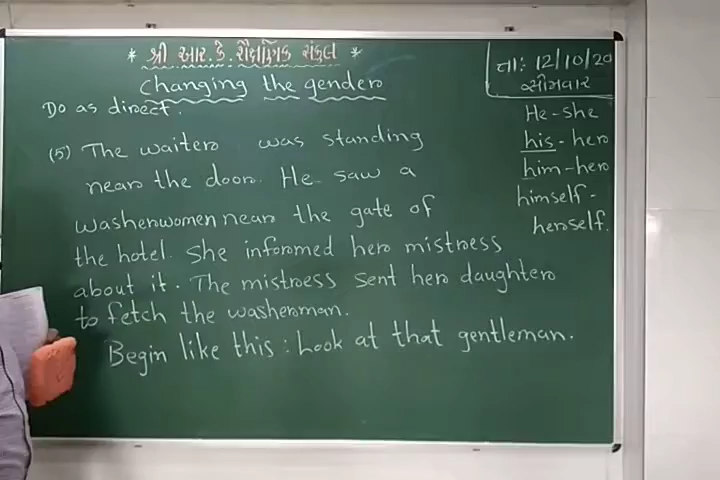 * શ્રી આર. કે. શૈક્ષણિક સંકુલ *
તા: 12/10/20
સોમવાર
Changing the gender
Do as direct.
(5) The waiter was standing
near the door. He saw a
washerwomen near the gate of
the hotel. She informed her mistress
about it. The mistress sent her daughter
to fetch the washerman.
Begin like this: Look at that gentleman.
He - she
his - her
him - her
himself -
herself.